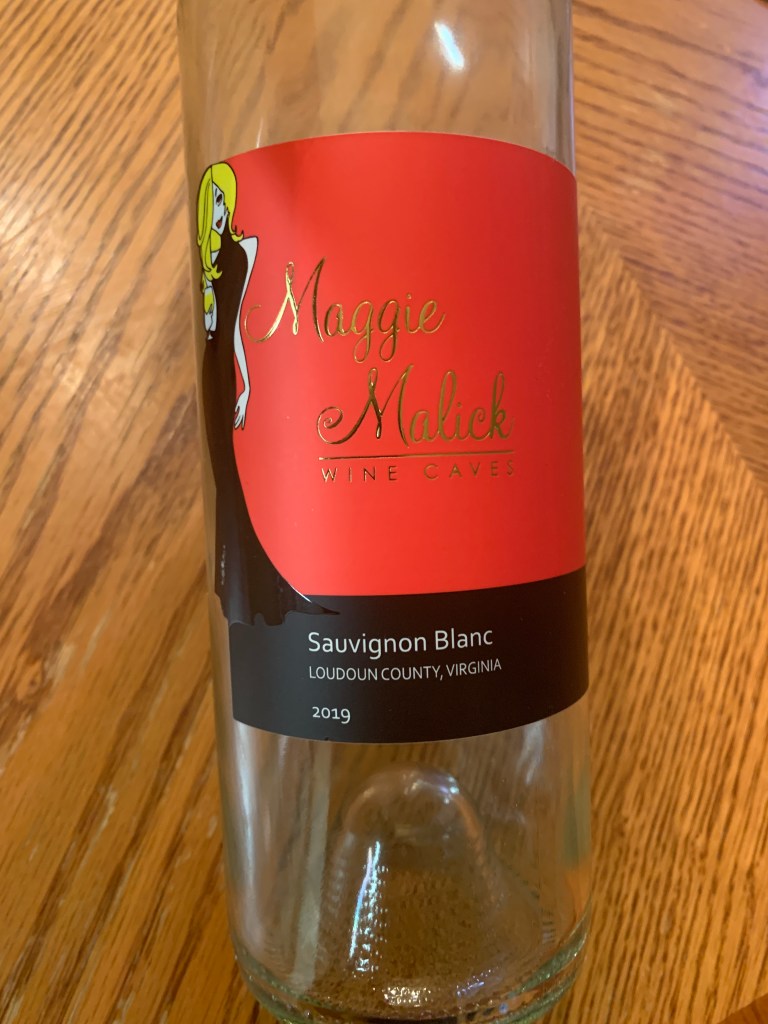 Maggie
Malick
WINE CAVES
Sauvignon Blanc
LOUDOUN COUNTY, VIRGINIA
2019